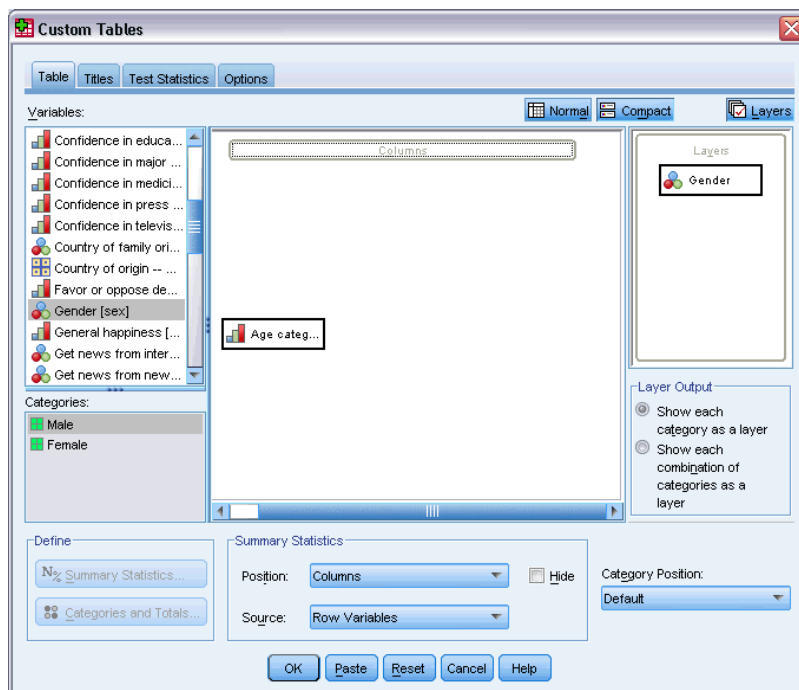 Custom Tables
Table Titles Test Statistics Options
Variables:
Normal Compact Layers
Confidence in educa...
Confidence in major ...
Confidence in medici...
Confidence in press ...
Confidence in televis...
Country of family ori...
Country of origin -- ...
Favor or oppose de...
Gender [sex]
General happiness [...
Get news from inter...
Get news from new...
Columns
Age categ...
Layers
Gender
Categories:
Male
Female
Layer Output
Show each
category as a layer
Show each
combination of
categories as a
layer
Define
N% Summary Statistics...
Categories and Totals...
Summary Statistics
Position: Columns Hide
Source: Row Variables
Category Position:
Default
OK Paste Reset Cancel Help